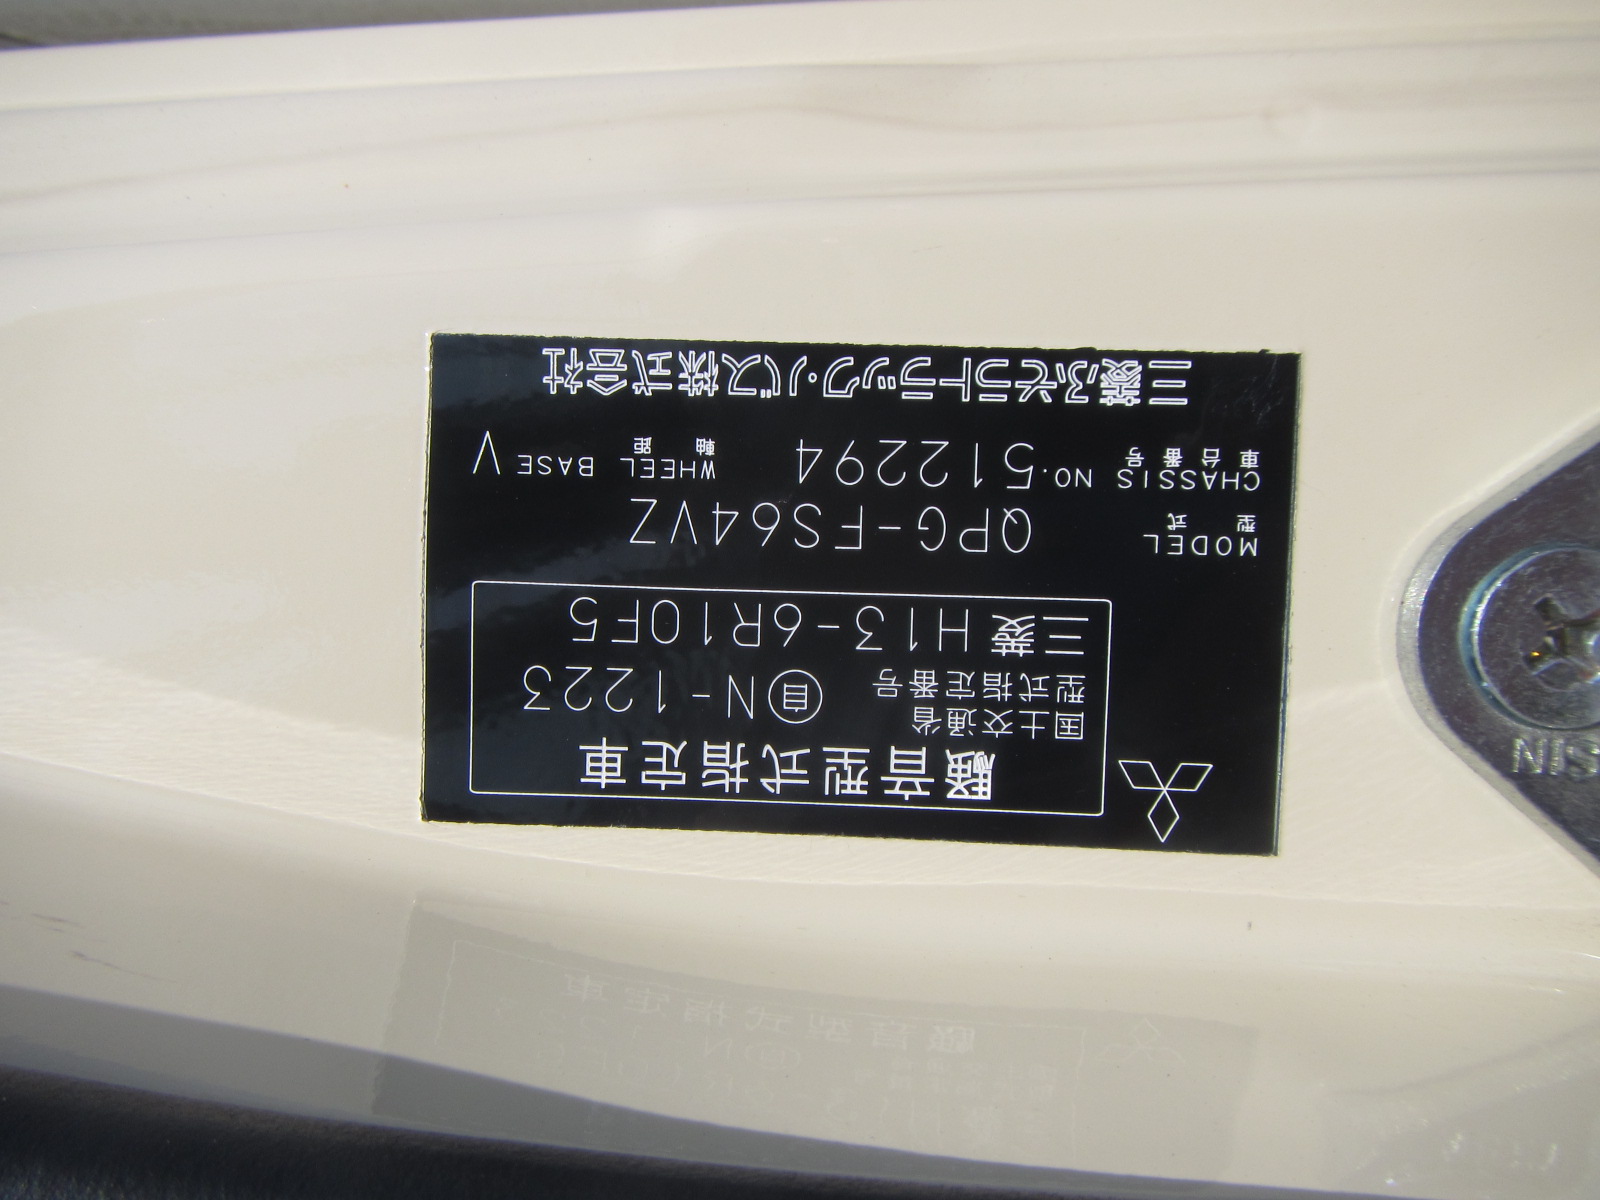 騒音型式指定車
国土交通省
型式指定番号 自N-1223
三菱 H13-6R10F5
MODEL
型式 QPG-FS64VZ
CHASSIS NO. 512294 WHEEL BASE V
車台番号 軸距
三菱ふそうトラック・バス株式会社
NIS